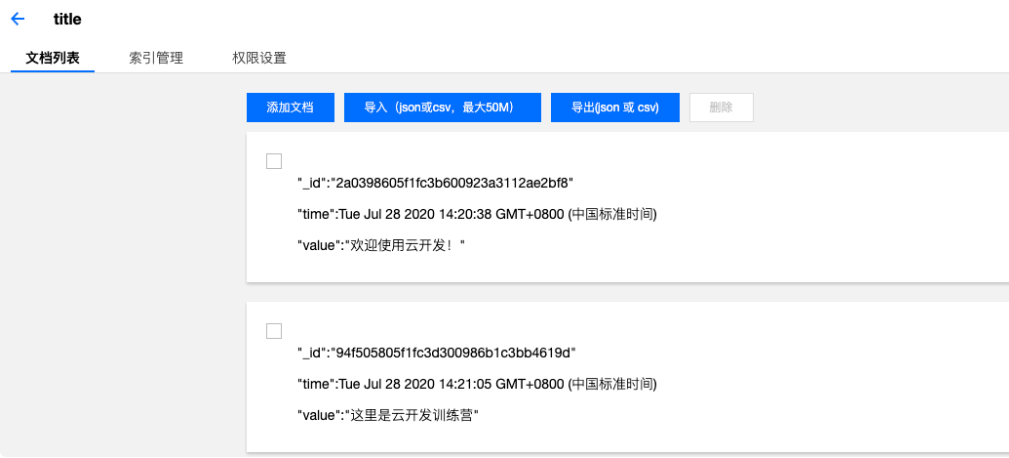 title
文档列表 索引管理 权限设置
添加文档 导入（json或csv，最大50M） 导出(json 或 csv) 删除
"_id":"2a0398605f1fc3b600923a3112ae2bf8"
"time":Tue Jul 28 2020 14:20:38 GMT+0800 (中国标准时间)
"value":"欢迎使用云开发！"
"_id":"94f505805f1fc3d300986b1c3bb4619d"
"time":Tue Jul 28 2020 14:21:05 GMT+0800 (中国标准时间)
"value":"这里是云开发训练营"